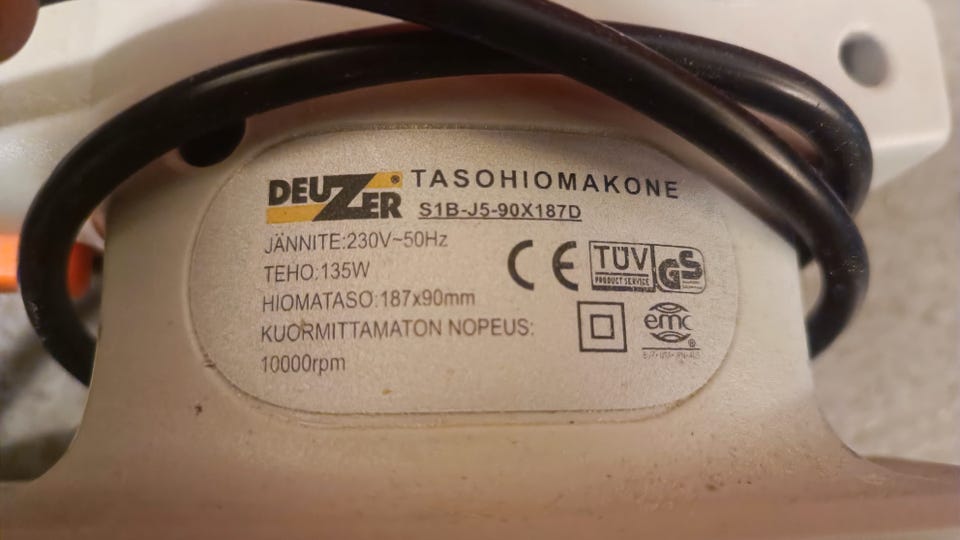 DEUZER® TASOHIOMAKONE
S1B-J5-90X187D
JÄNNITE:230V~50Hz
TEHO:135W
HIOMATASO:187x90mm
KUORMITTAMATON NOPEUS:
10000rpm
CE
TÜV GS
PRODUCT SERVICE
emc®